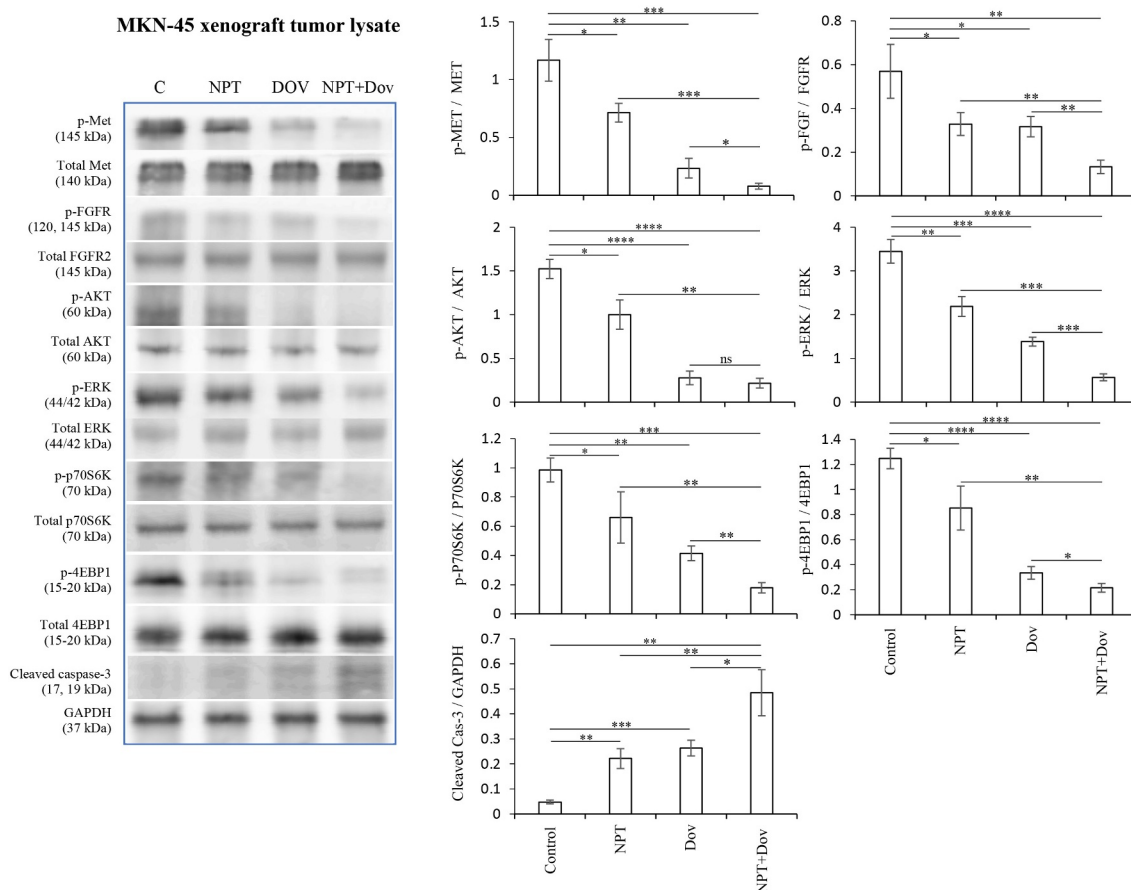 MKN-45 xenograft tumor lysate
C NPT DOV NPT+Dov
p-Met
(145 kDa)
Total Met
(140 kDa)
p-FGFR
(120, 145 kDa)
Total FGFR2
(145 kDa)
p-AKT
(60 kDa)
Total AKT
(60 kDa)
p-ERK
(44/42 kDa)
Total ERK
(44/42 kDa)
p-p70S6K
(70 kDa)
Total p70S6K
(70 kDa)
p-4EBP1
(15-20 kDa)
Total 4EBP1
(15-20 kDa)
Cleaved caspase-3
(17, 19 kDa)
GAPDH
(37 kDa)
p-MET / MET
1.5
1
0.5
0
***
**
*
***
*
p-FGF / FGFR
0.8
0.6
0.4
0.2
0
**
*
*
**
**
p-AKT / AKT
2
1.5
1
0.5
0
****
****
*
**
ns
p-ERK / ERK
4
3
2
1
0
****
***
**
***
***
p-P70S6K / P70S6K
1.2
1
0.8
0.6
0.4
0.2
0
***
**
*
**
**
p-4EBP1 / 4EBP1
1.4
1.2
1
0.8
0.6
0.4
0.2
0
****
****
*
**
*
Control
NPT
Dov
NPT+Dov
Cleaved Cas-3 / GAPDH
0.7
0.6
0.5
0.4
0.3
0.2
0.1
0
**
**
*
***
**
Control
NPT
Dov
NPT+Dov